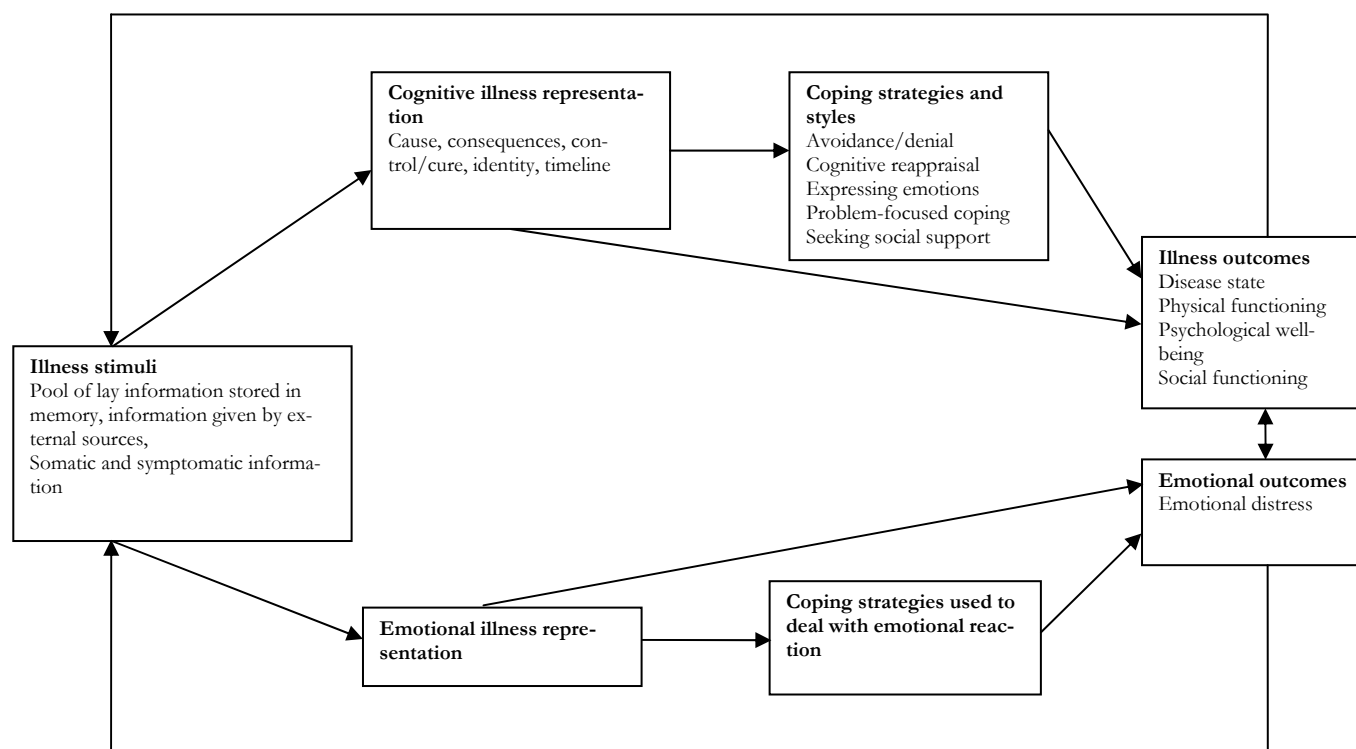 Cognitive illness representa-
tion
Cause, consequences, con-
trol/cure, identity, timeline
Coping strategies and
styles
Avoidance/denial
Cognitive reappraisal
Expressing emotions
Problem-focused coping
Seeking social support
Illness outcomes
Disease state
Physical functioning
Psychological well-
being
Social functioning
Illness stimuli
Pool of lay information stored in
memory, information given by ex-
ternal sources,
Somatic and symptomatic informa-
tion
Emotional outcomes
Emotional distress
Emotional illness repre-
sentation
Coping strategies used to
deal with emotional reac-
tion